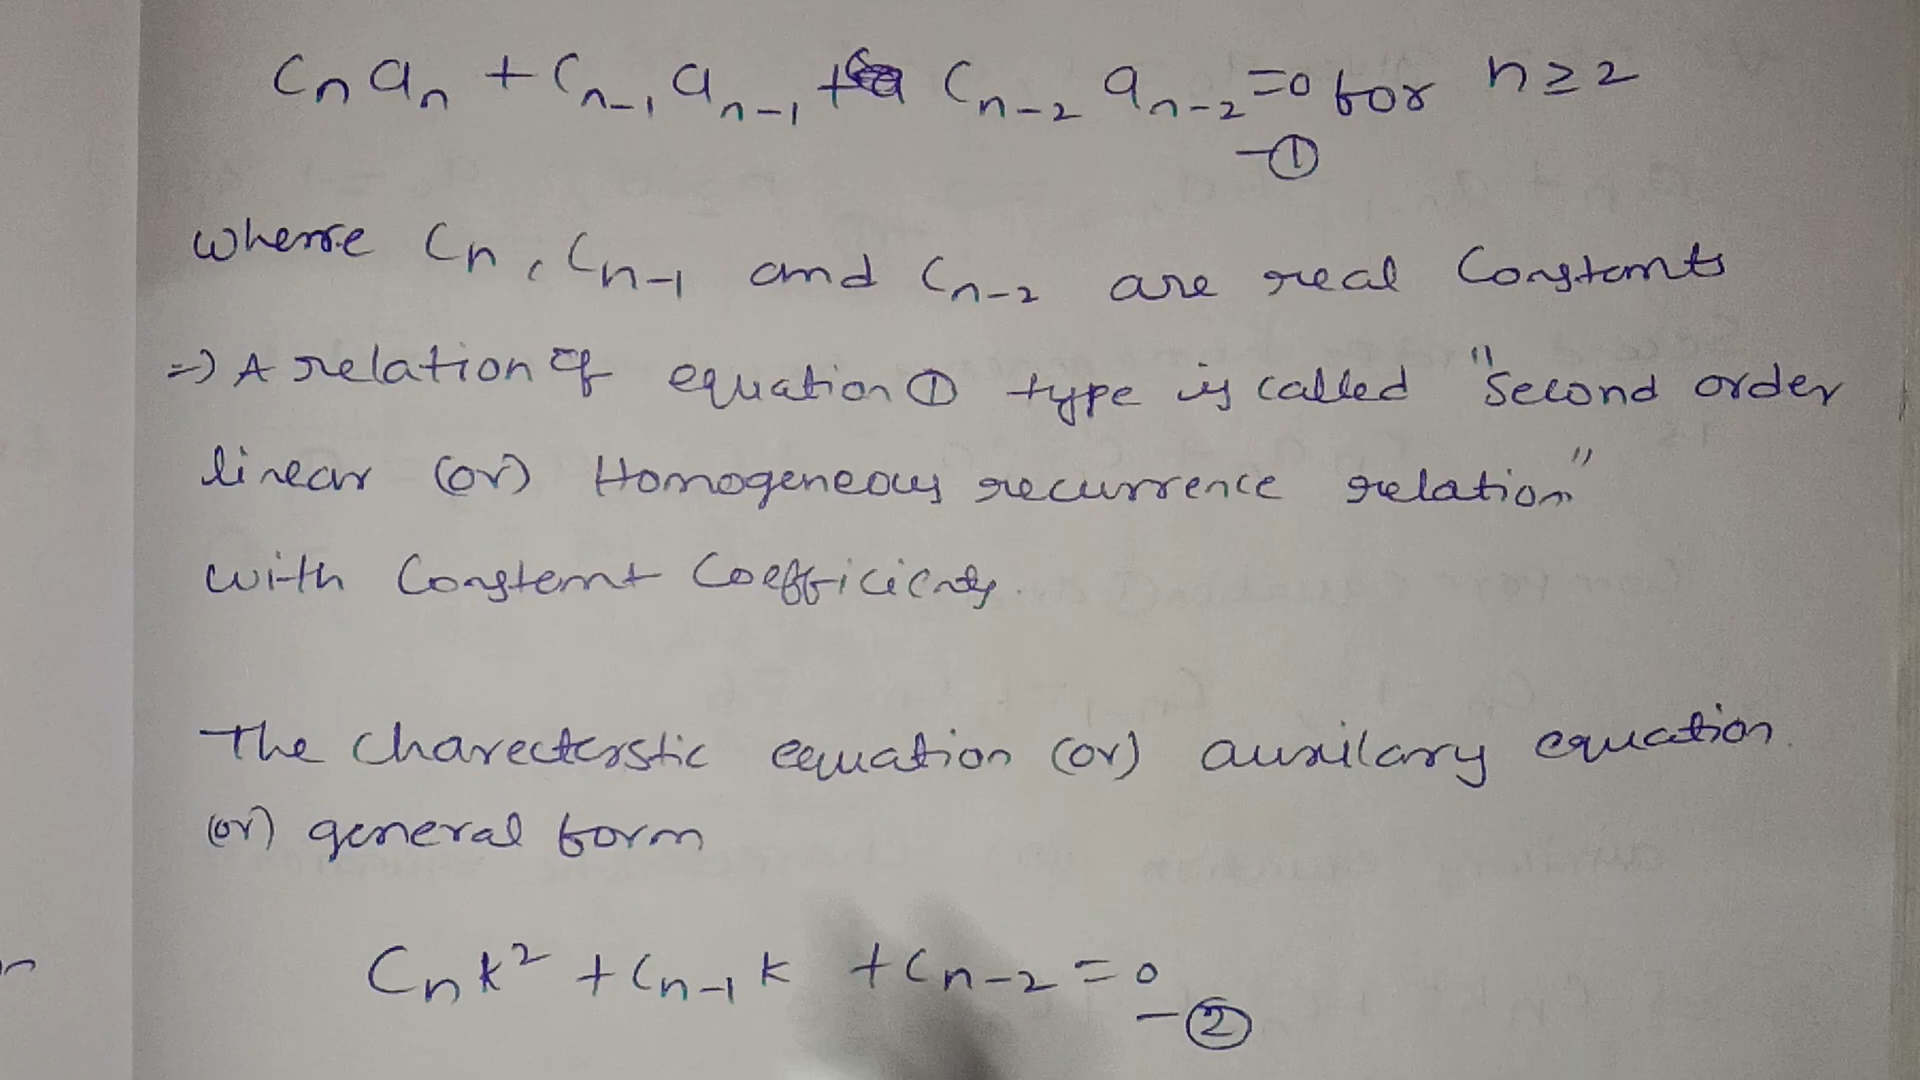 Cn an + Cn-1 an-1 + Cn-2 an-2 = 0 for n ≥ 2
-①
where Cn, Cn-1 and Cn-2 are real Constants
=) A relation of equation ① type is called "Second order
linear (or) Homogeneous recurrence relation"
with Constant Coefficients.
The charecterstic equation (or) auxilary equation.
(or) general form
Cn k² + Cn-1 k + Cn-2 = 0
-②